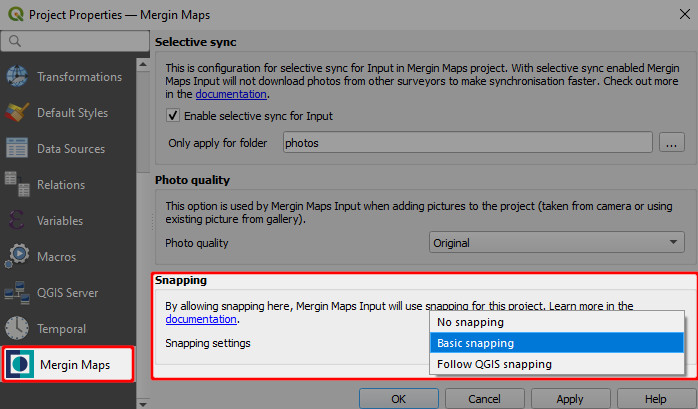 Project Properties — Mergin Maps
Transformations
Default Styles
Data Sources
Relations
Variables
Macros
QGIS Server
Temporal
Mergin Maps
Selective sync
This is configuration for selective sync for Input in Mergin Maps project. With selective sync enabled Mergin
Maps Input will not download photos from other surveyors to make synchronisation faster. Check out more
in the documentation.
Enable selective sync for Input
Only apply for folder photos ...
Photo quality
This option is used by Mergin Maps Input when adding pictures to the project (taken from camera or using
existing picture from gallery).
Photo quality Original
Snapping
By allowing snapping here, Mergin Maps Input will use snapping for this project. Learn more in the
documentation.
Snapping settings
No snapping
Basic snapping
Follow QGIS snapping
OK Cancel Apply Help